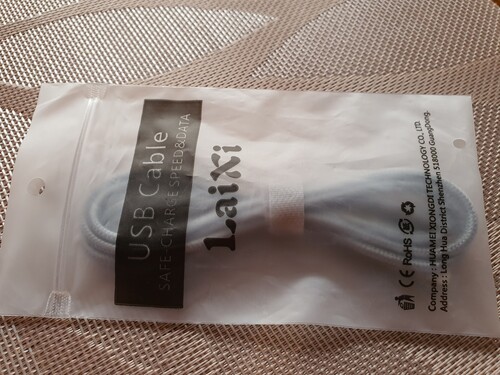 USB Cable
SAFE·CHARGE SPEED&DATA
LaiXi
CE RoHS
Company : HUAMEI XIONGDI TECHNOLOGY CO., LTD.
Address : Long Hua District Shenzhen 518000 GuangDong.